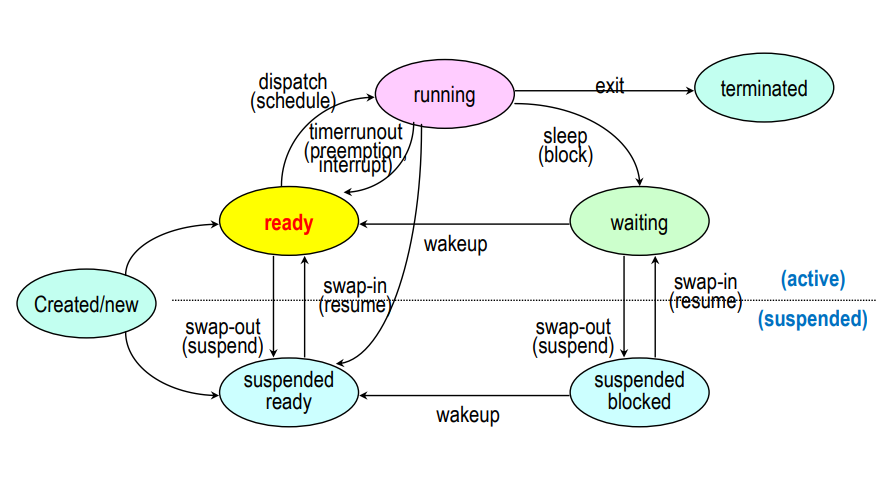 dispatch
(schedule)
running
exit
terminated
timerrunout
(preemption,
interrupt)
sleep
(block)
ready
waiting
wakeup
Created/new
swap-in
(resume)
swap-in
(resume)
(active)
swap-out
(suspend)
swap-out
(suspend)
(suspended)
suspended
ready
suspended
blocked
wakeup